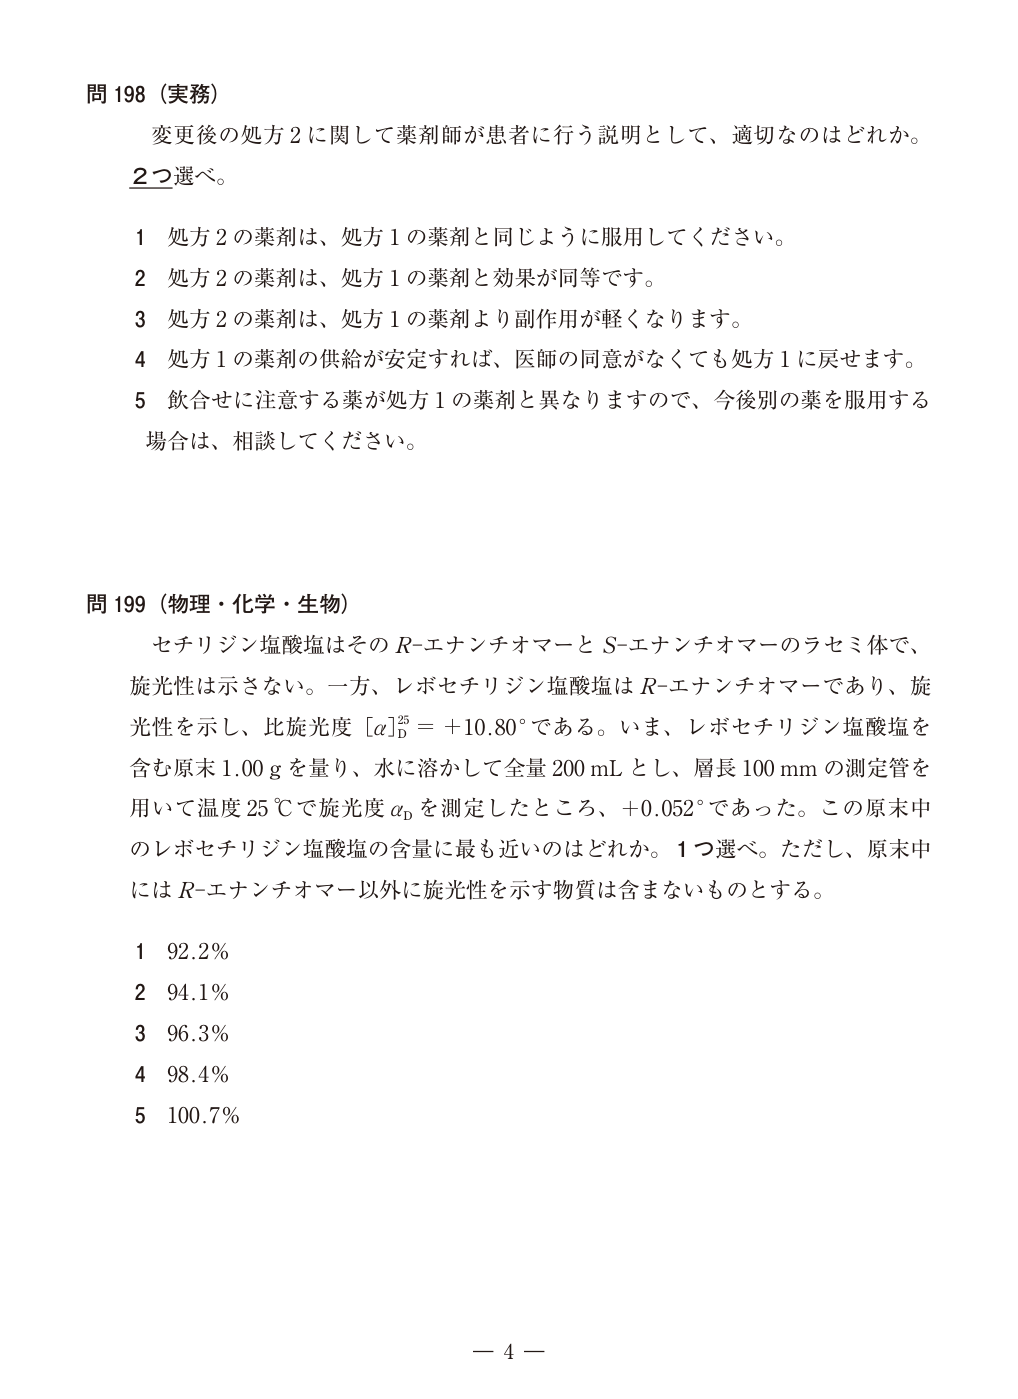 問 198（実務）
変更後の処方２に関して薬剤師が患者に行う説明として、適切なのはどれか。
２つ選べ。
1　処方２の薬剤は、処方１の薬剤と同じように服用してください。
2　処方２の薬剤は、処方１の薬剤と効果が同等です。
3　処方２の薬剤は、処方１の薬剤より副作用が軽くなります。
4　処方１の薬剤の供給が安定すれば、医師の同意がなくても処方１に戻せます。
5　飲合せに注意する薬が処方１の薬剤と異なりますので、今後別の薬を服用する
場合は、相談してください。
問 199（物理・化学・生物）
セチリジン塩酸塩はその R-エナンチオマーと S-エナンチオマーのラセミ体で、
旋光性は示さない。一方、レボセチリジン塩酸塩は R-エナンチオマーであり、旋
光性を示し、比旋光度［α］25 D ＝ ＋10.80°である。いま、レボセチリジン塩酸塩を
含む原末 1.00 g を量り、水に溶かして全量 200 mL とし、層長 100 mm の測定管を
用いて温度 25 ℃で旋光度 αD を測定したところ、＋0.052°であった。この原末中
のレボセチリジン塩酸塩の含量に最も近いのはどれか。１つ選べ。ただし、原末中
には R-エナンチオマー以外に旋光性を示す物質は含まないものとする。
1　92.2%
2　94.1%
3　96.3%
4　98.4%
5　100.7%
― 4 ―